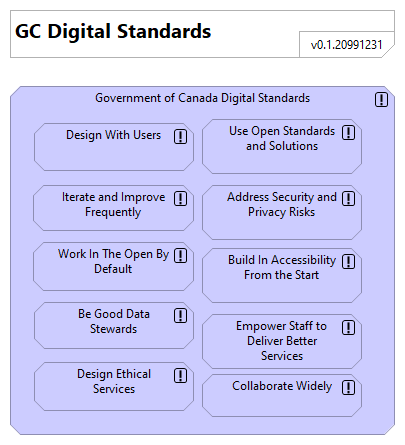 GC Digital Standards
v0.1.20991231
Government of Canada Digital Standards
Design With Users
Use Open Standards
and Solutions
Iterate and Improve
Frequently
Address Security and
Privacy Risks
Work In The Open By
Default
Build In Accessibility
From the Start
Be Good Data
Stewards
Empower Staff to
Deliver Better
Services
Design Ethical
Services
Collaborate Widely